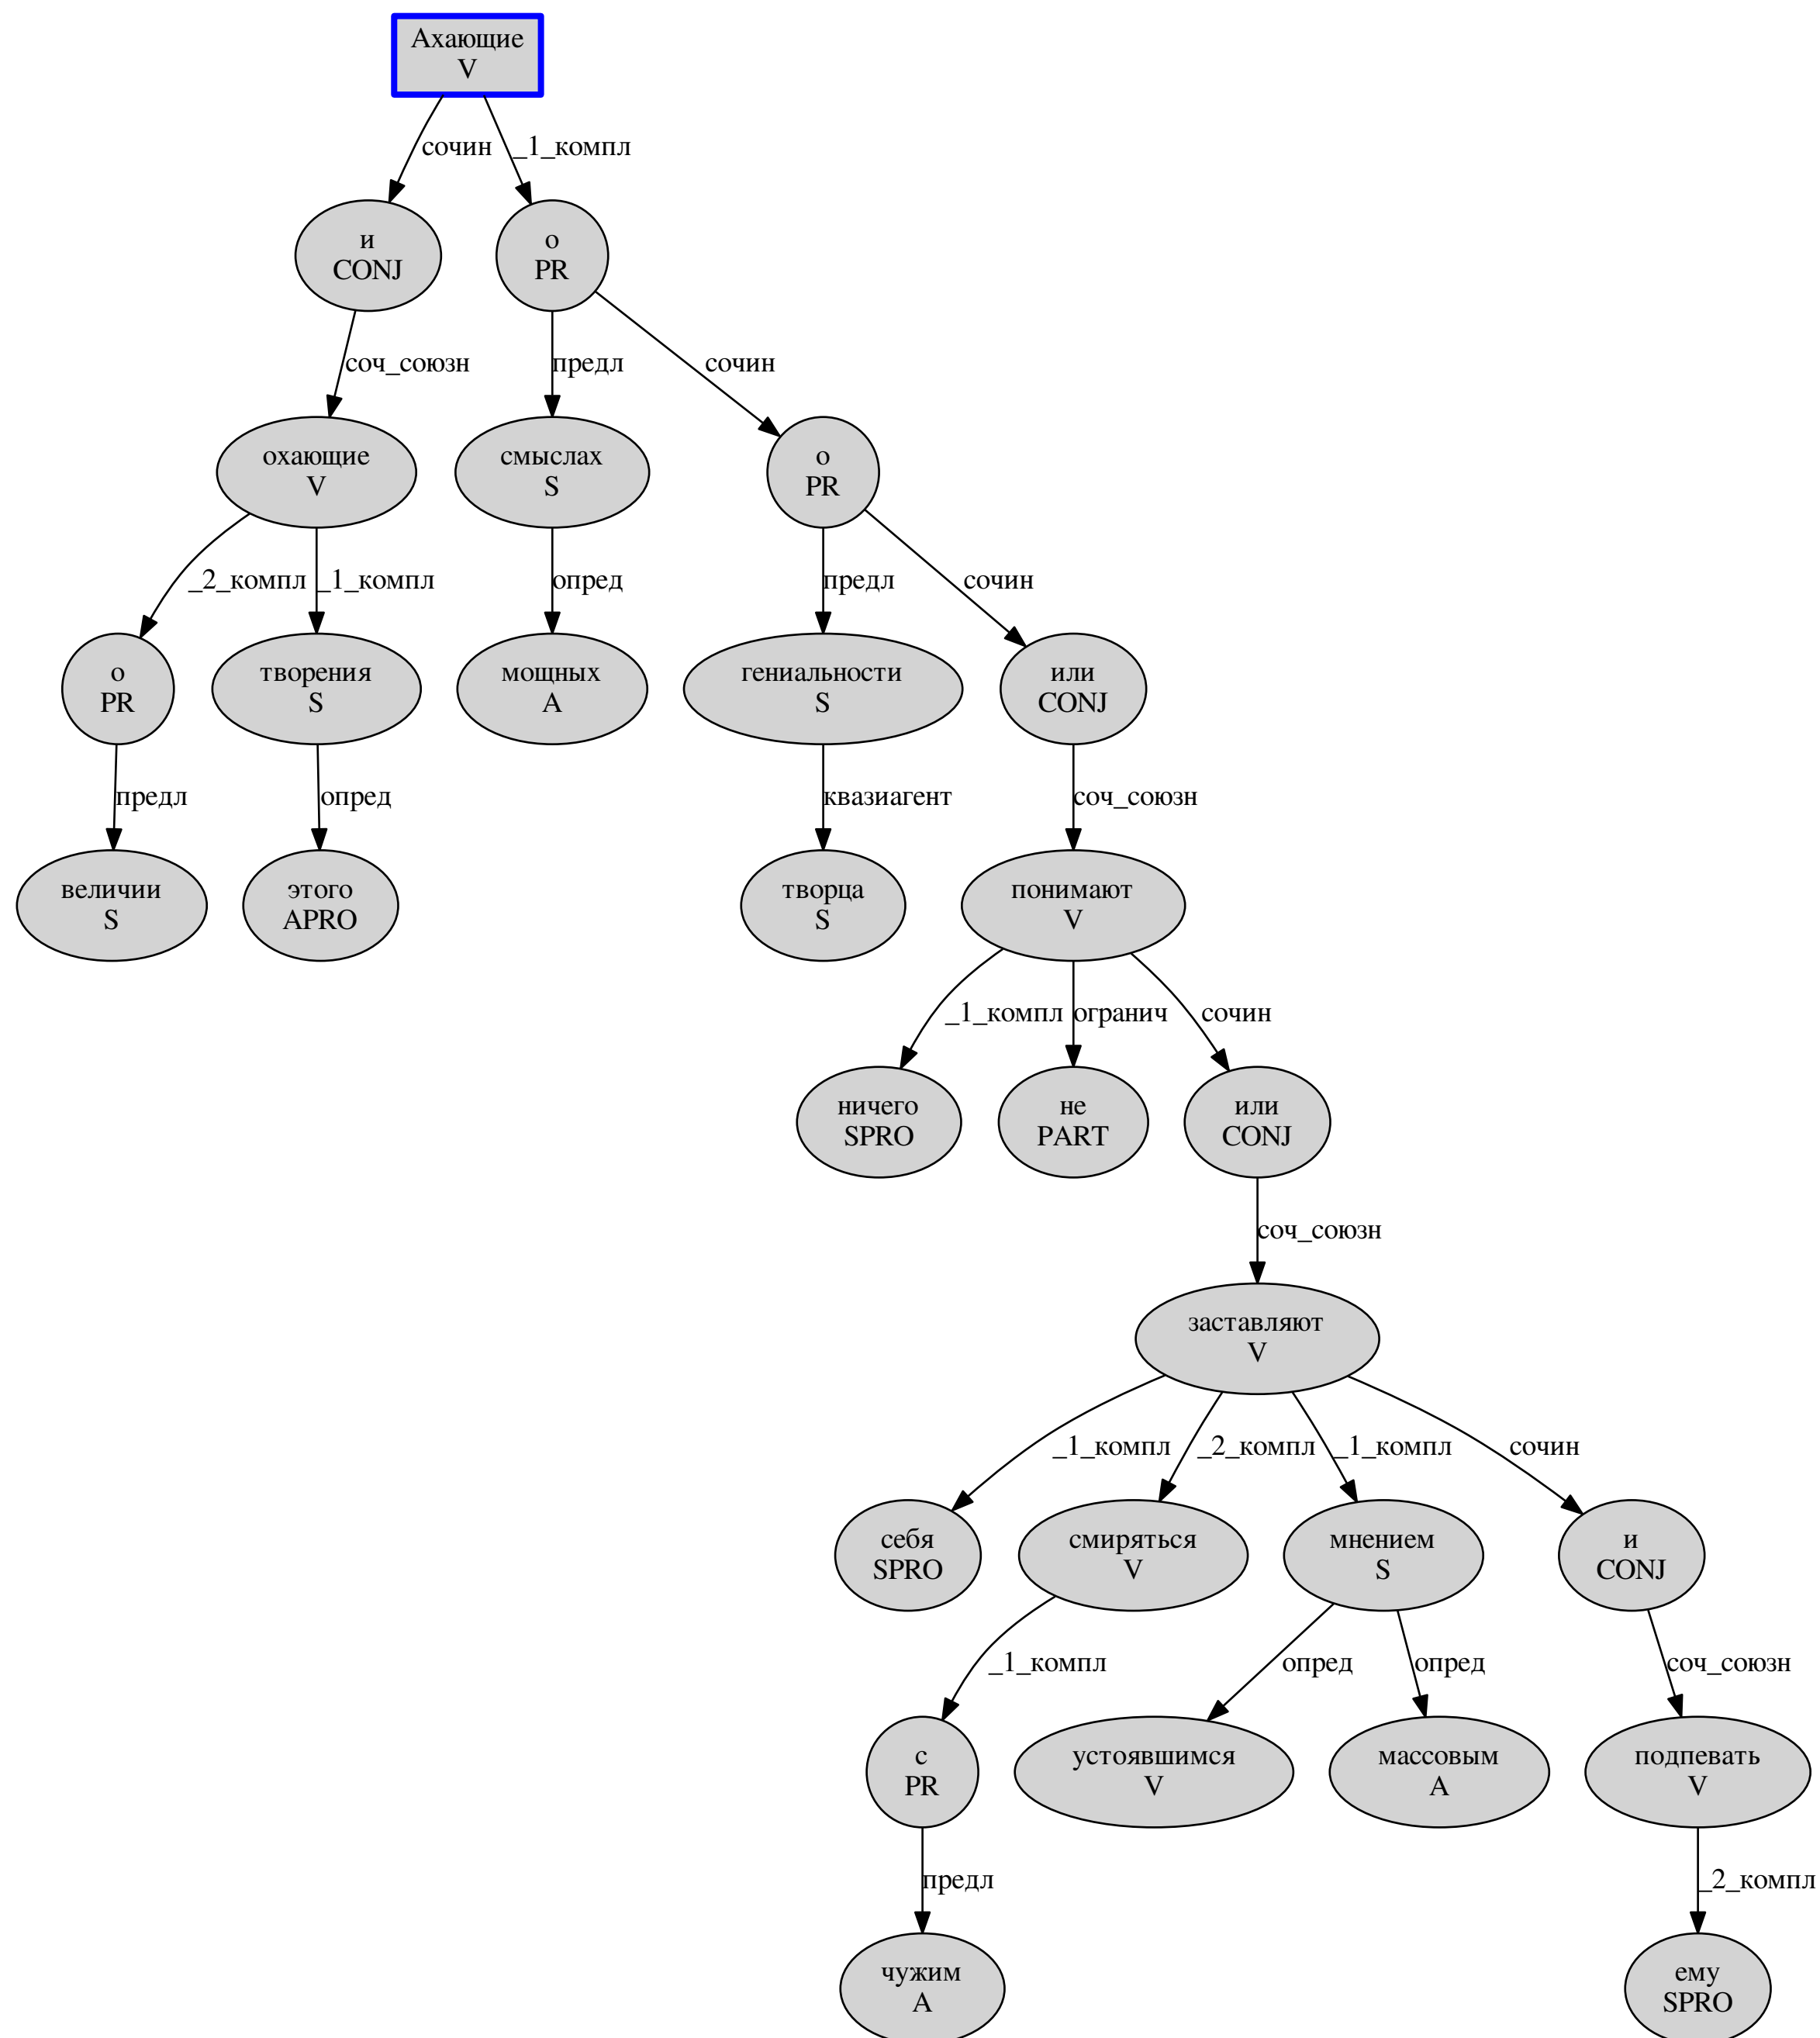 Ахающие
V
сочин
_1_компл
и
CONJ
о
PR
соч_союзн
предл
сочин
охающие
V
смыслах
S
о
PR
_2_компл
_1_компл
опред
предл
сочин
о
PR
творения
S
мощных
A
гениальности
S
или
CONJ
предл
опред
квазиагент
соч_союзн
величии
S
этого
APRO
творца
S
понимают
V
_1_компл
огранич
сочин
ничего
SPRO
не
PART
или
CONJ
соч_союзн
заставляют
V
_1_компл
_2_компл
_1_компл
сочин
себя
SPRO
смиряться
V
мнением
S
и
CONJ
_1_компл
опред
опред
соч_союзн
с
PR
устоявшимся
V
массовым
A
подпевать
V
предл
_2_компл
чужим
A
ему
SPRO